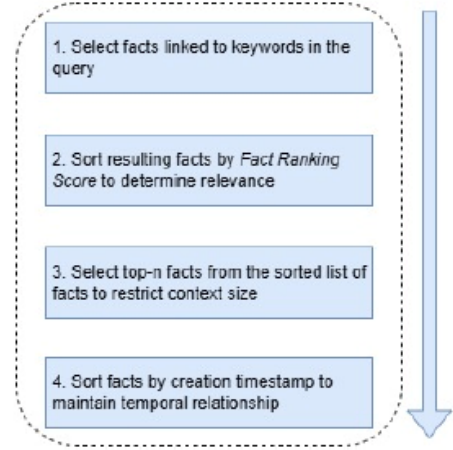 1. Select facts linked to keywords in the
query
2. Sort resulting facts by Fact Ranking
Score to determine relevance
3. Select top-n facts from the sorted list of
facts to restrict context size
4. Sort facts by creation timestamp to
maintain temporal relationship